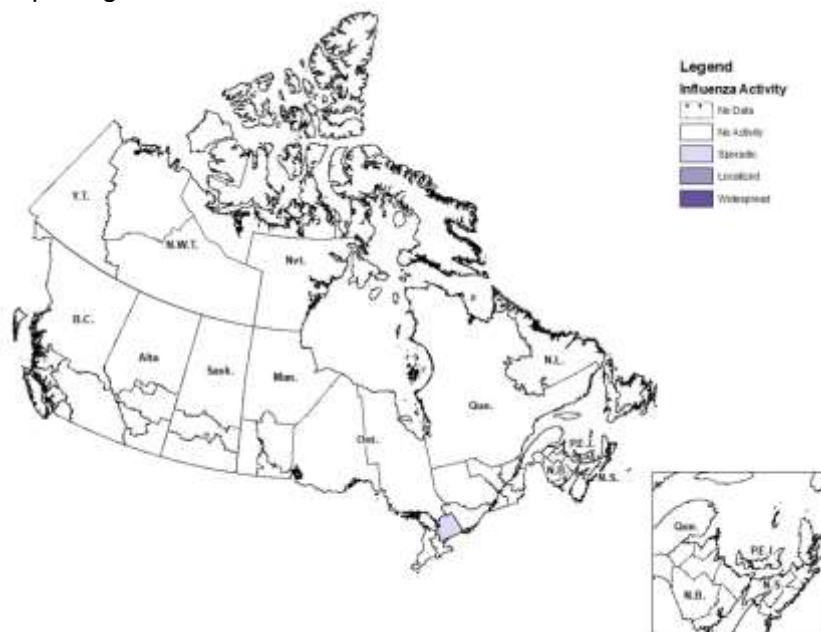 Legend
Influenza Activity
No Data
No Activity
Sporadic
Localized
Widespread
Y.T.
N.W.T.
Nvt.
B.C.
Alta
Sask.
Man.
Ont.
Que.
N.L.
P.E.I.
N.B.
N.S.
Que.
P.E.I.
N.S.
N.B.